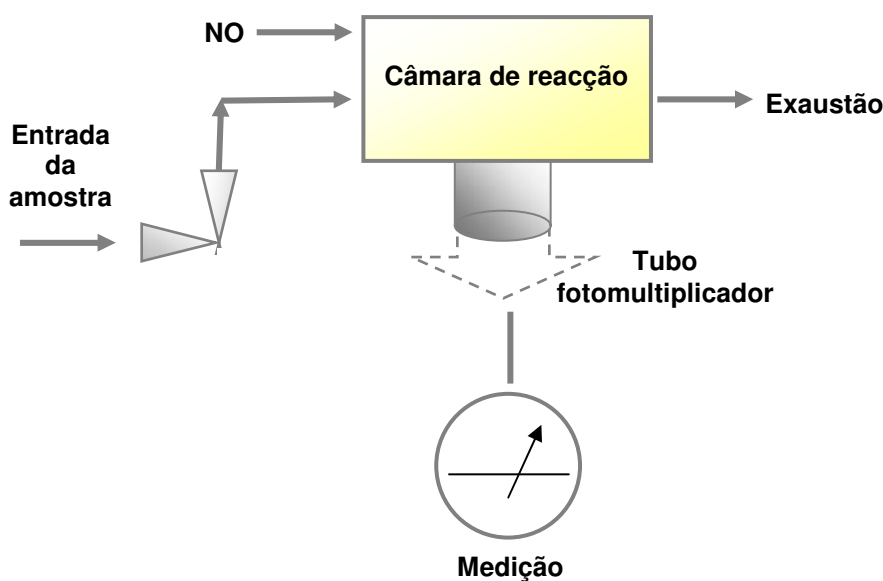 NO
Câmara de reacção
Exaustão
Entrada
da
amostra
Tubo
fotomultiplicador
Medição